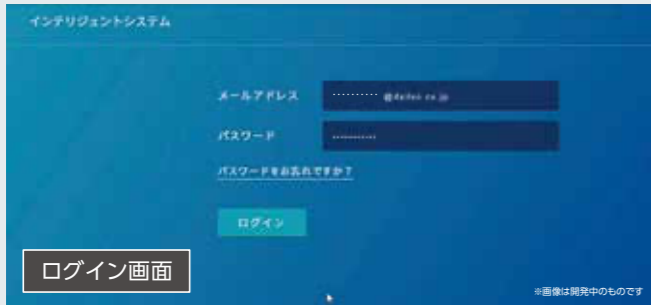 インテリジェントシステム
メールアドレス
パスワード
パスワードをお忘れですか？
ログイン
ログイン画面
※画像は開発中のものです